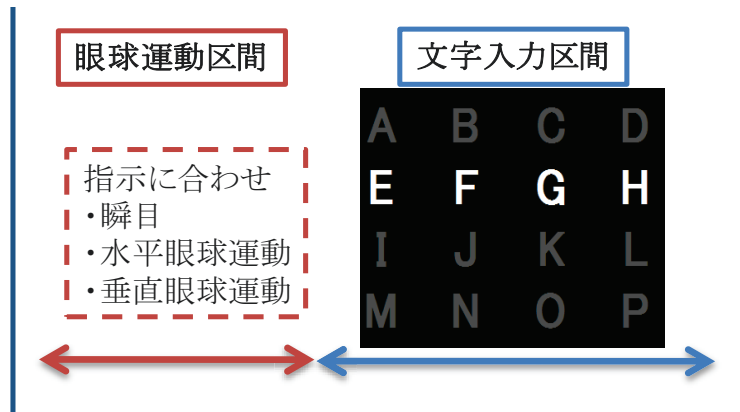 眼球運動区間
文字入力区間
指示に合わせ
・瞬目
・水平眼球運動
・垂直眼球運動
A B C D
E F G H
I J K L
M N O P